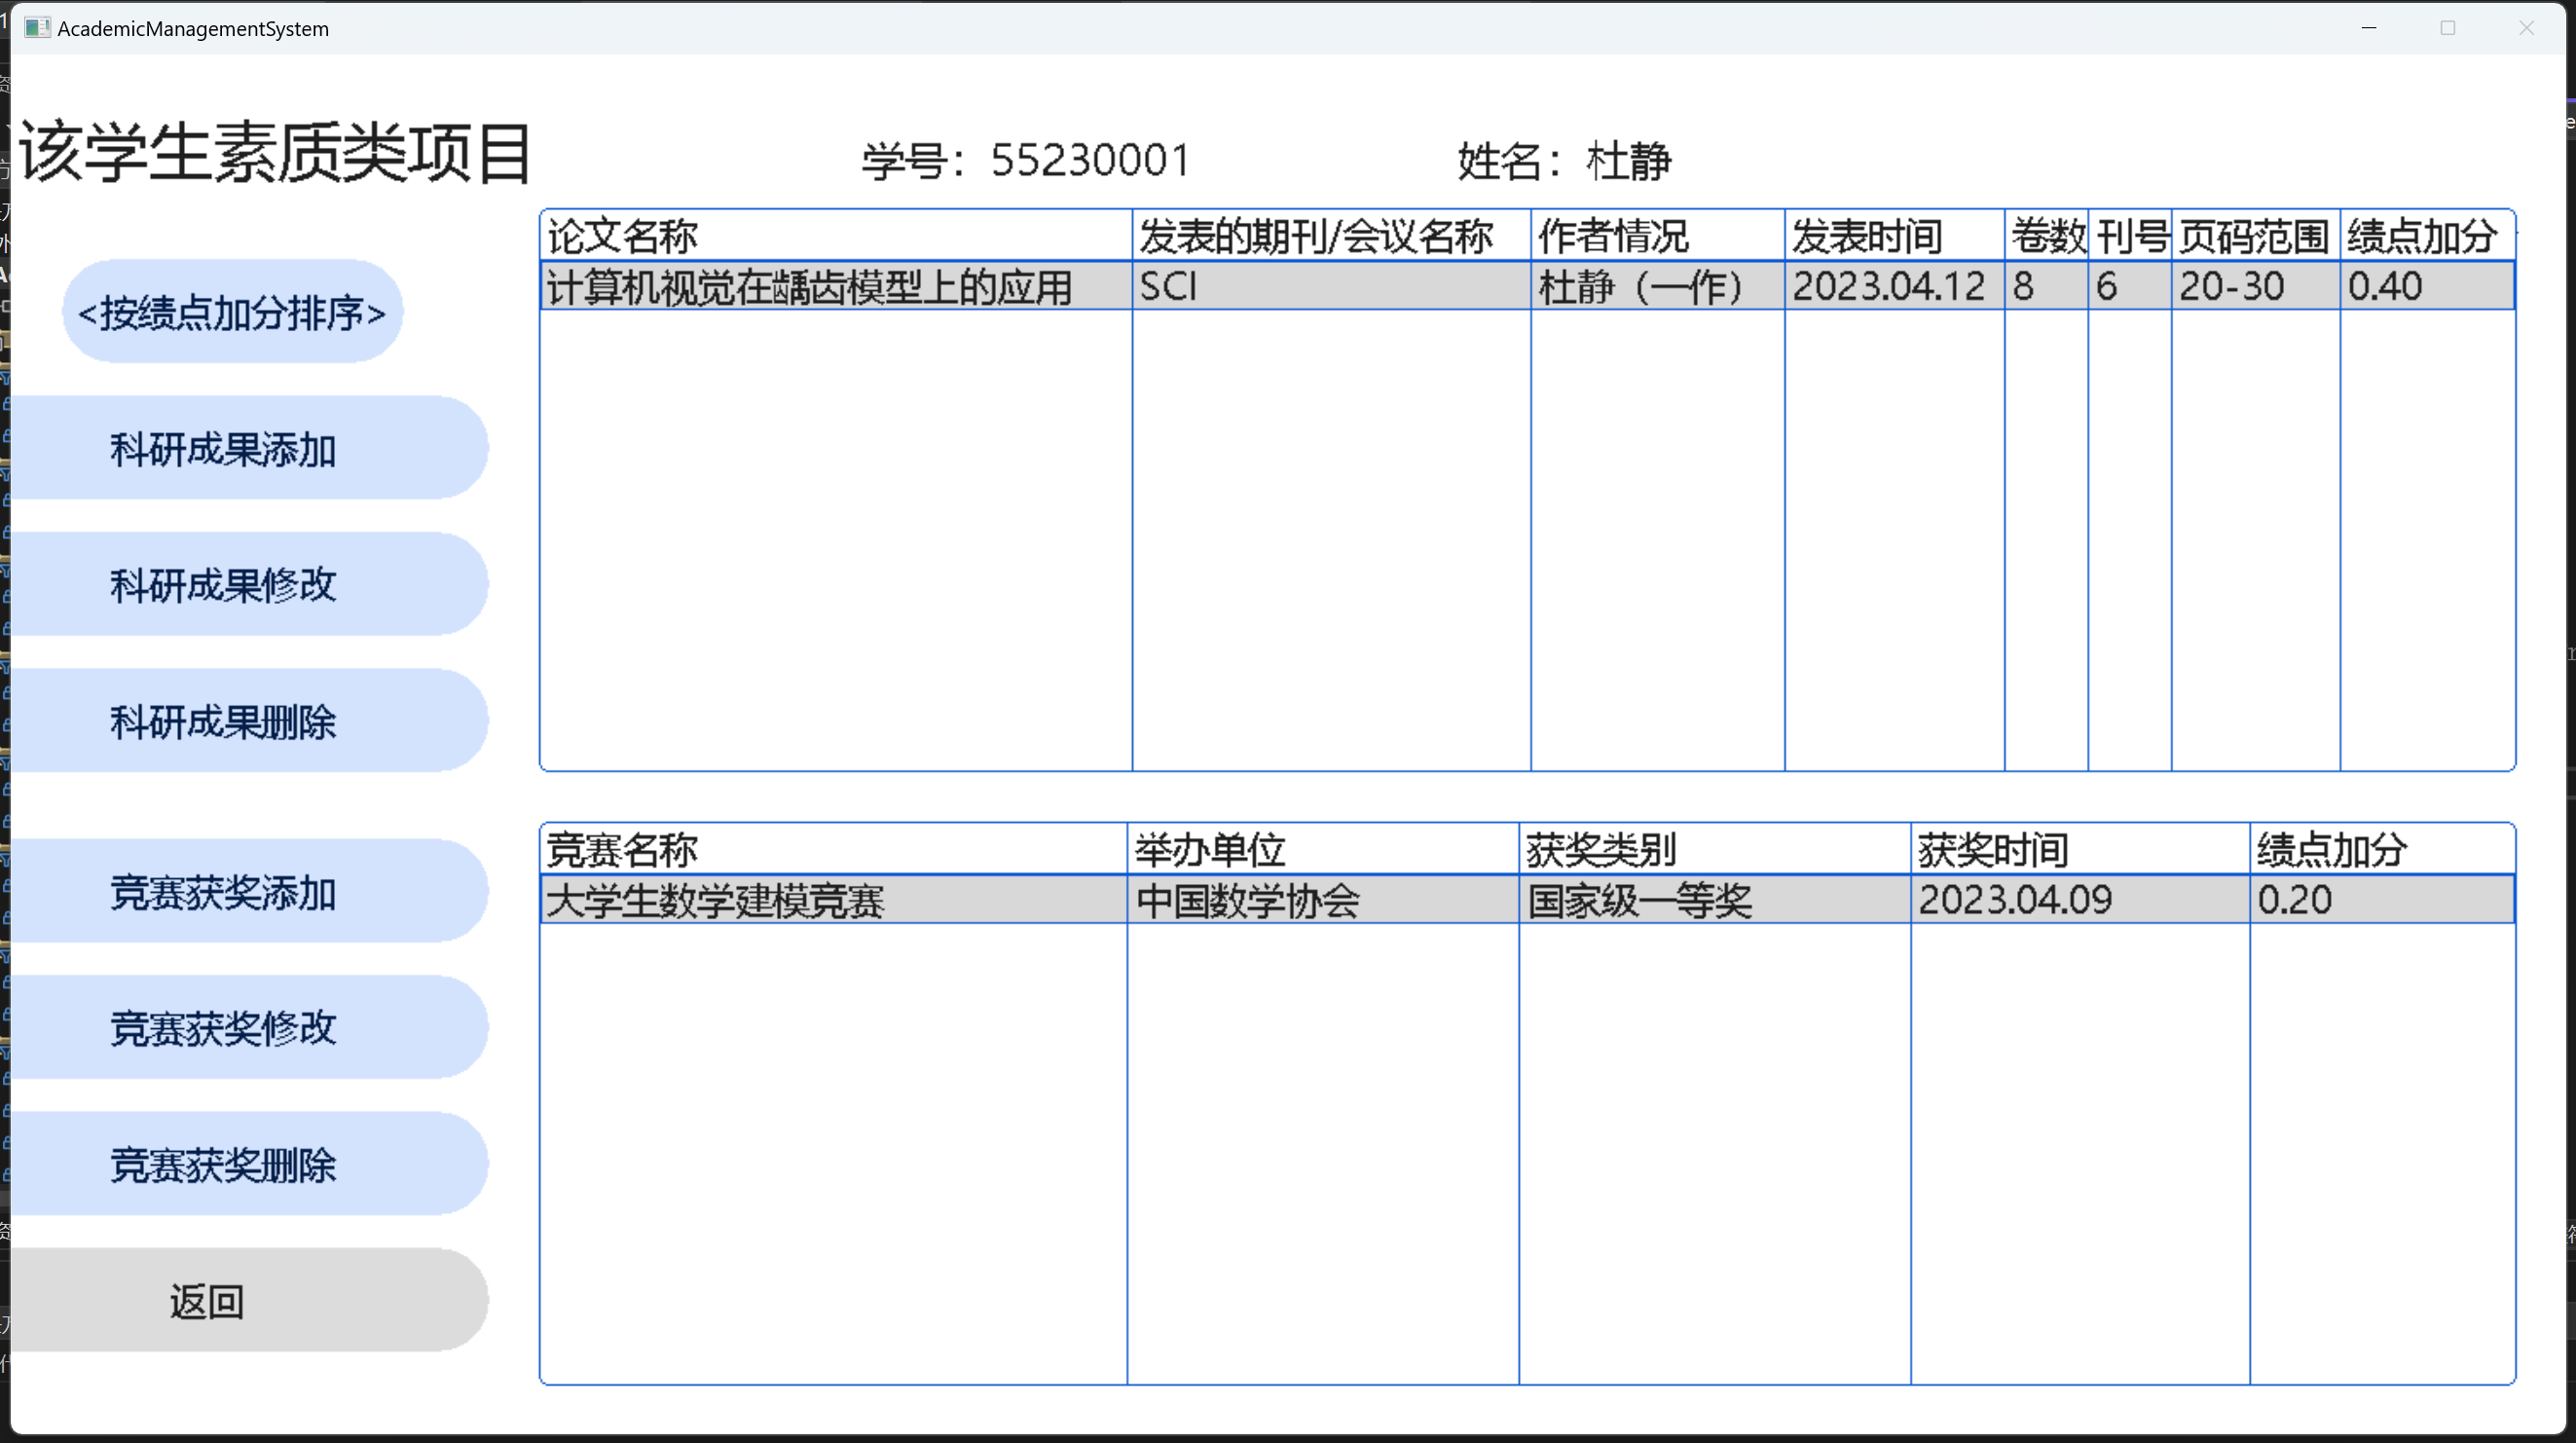 AcademicManagementSystem
该学生素质类项目
学号：55230001
姓名：杜静
<按绩点加分排序>
科研成果添加
科研成果修改
科研成果删除
论文名称 发表的期刊/会议名称 作者情况 发表时间 卷数 刊号 页码范围 绩点加分
计算机视觉在龋齿模型上的应用 SCI 杜静（一作） 2023.04.12 8 6 20-30 0.40
竞赛获奖添加
竞赛获奖修改
竞赛获奖删除
返回
竞赛名称 举办单位 获奖类别 获奖时间 绩点加分
大学生数学建模竞赛 中国数学协会 国家级一等奖 2023.04.09 0.20